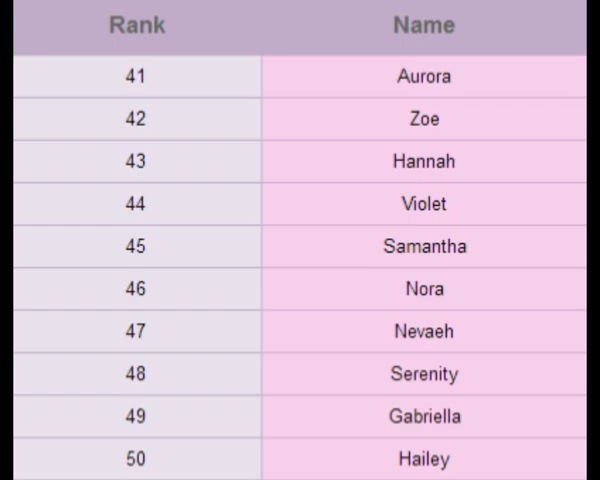 Rank Name
41 Aurora
42 Zoe
43 Hannah
44 Violet
45 Samantha
46 Nora
47 Nevaeh
48 Serenity
49 Gabriella
50 Hailey